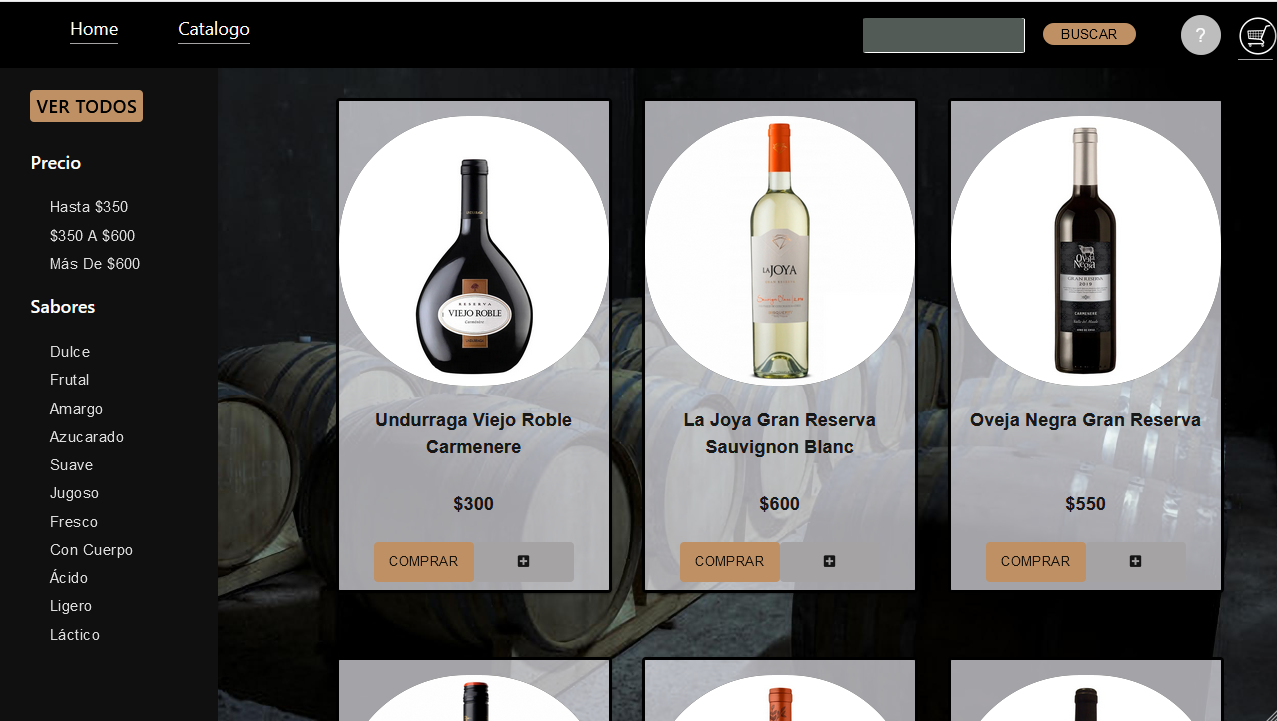 Home
Catalogo
BUSCAR
?
VER TODOS
Precio
Hasta $350
$350 A $600
Más De $600
Sabores
Dulce
Frutal
Amargo
Azucarado
Suave
Jugoso
Fresco
Con Cuerpo
Ácido
Ligero
Láctico
RESERVA
VIEJO ROBLE
Carménère
Undurraga Viejo Roble
Carmenere
$300
COMPRAR
LA JOYA
GRAN RESERVA
La Joya Gran Reserva
Sauvignon Blanc
$600
COMPRAR
Oveja
Negra
GRAN RESERVA
2019
CARMENERE
Oveja Negra Gran Reserva
$550
COMPRAR